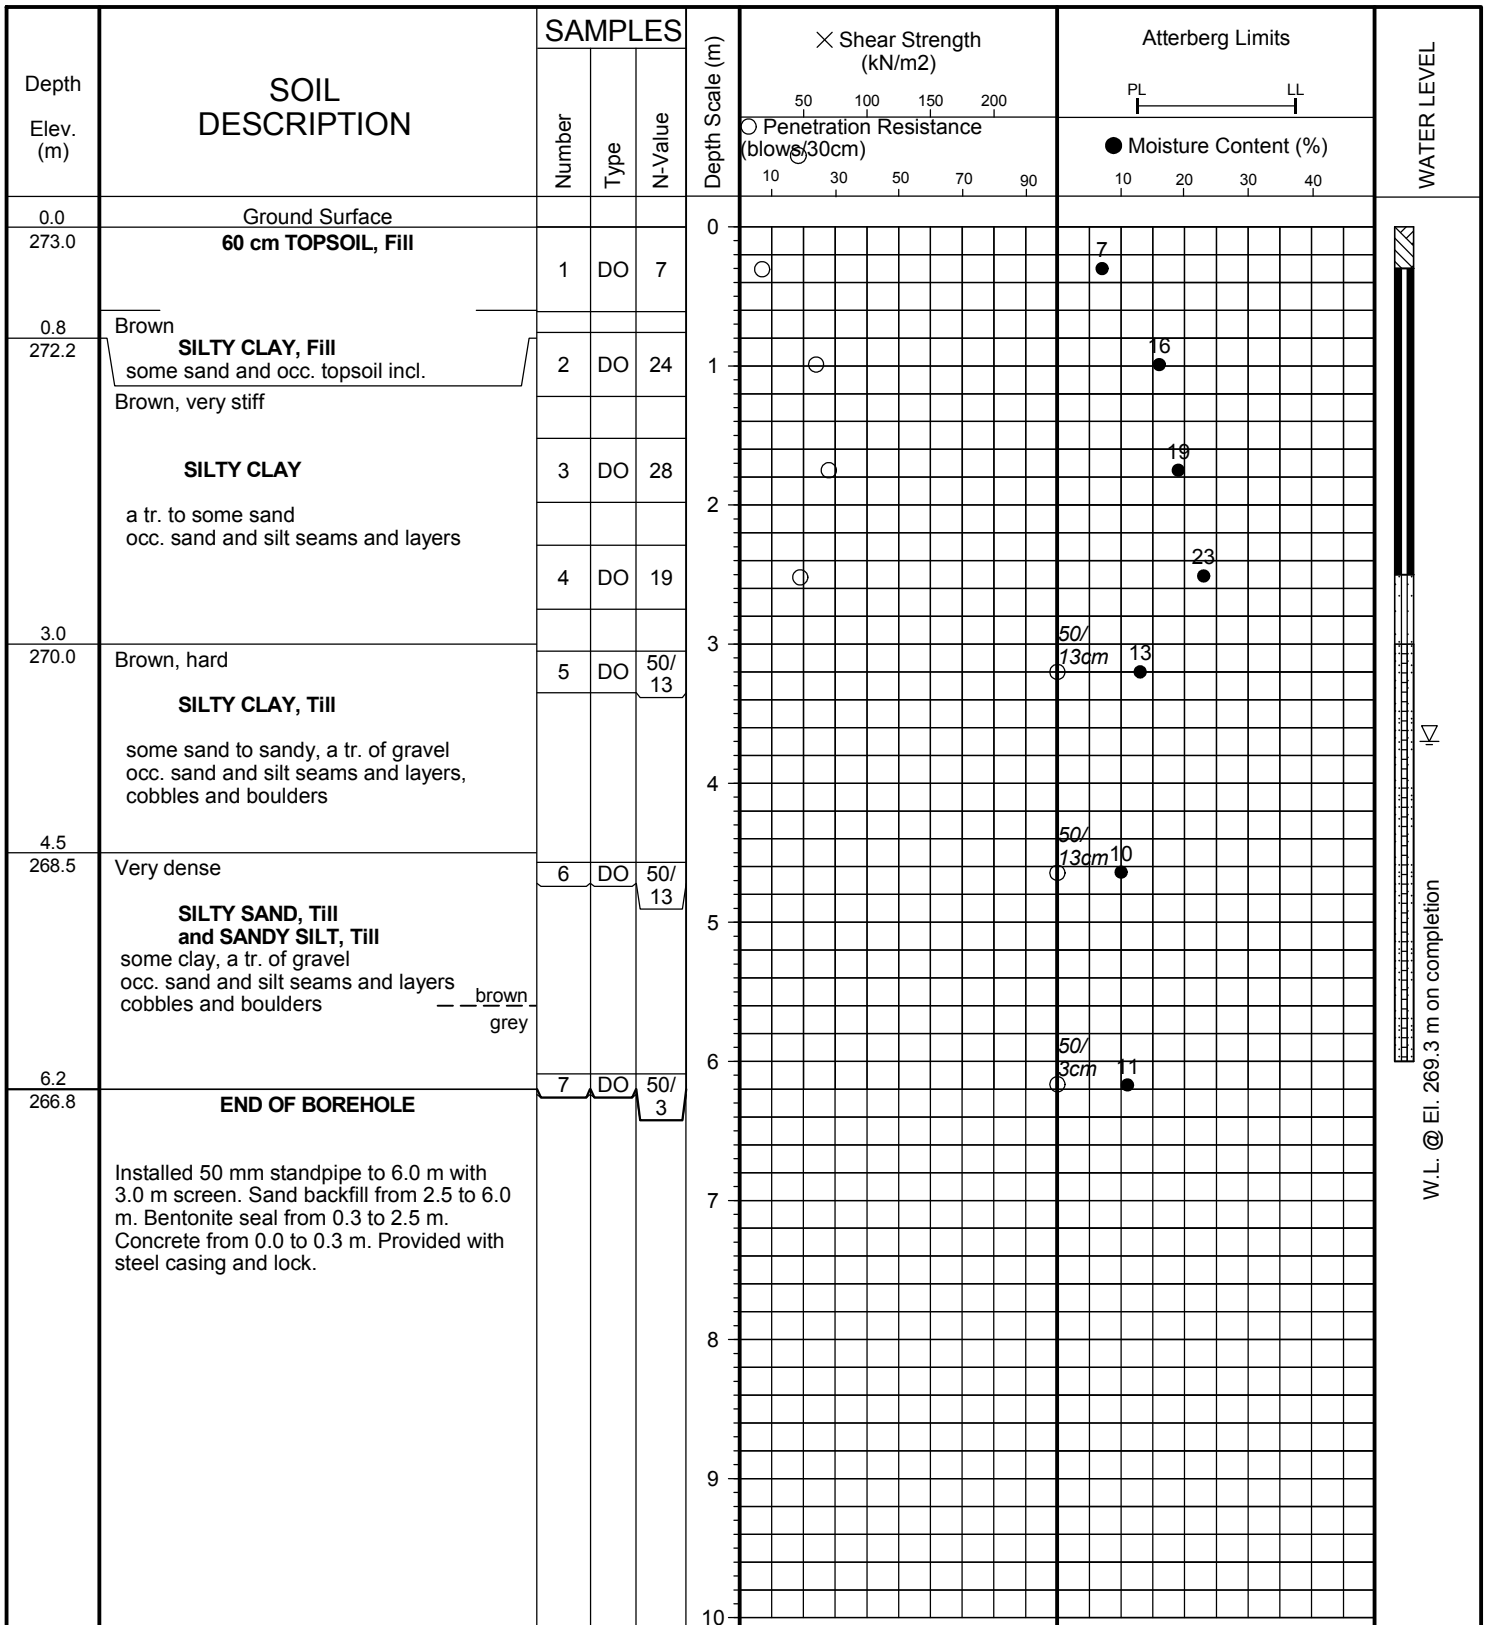 Depth
Elev.
(m)
SOIL
DESCRIPTION
SAMPLES
Number
Type
N-Value
Depth Scale (m)
× Shear Strength
(kN/m2)
50 100 150 200
Penetration Resistance
(blows/30cm)
10 30 50 70 90
Atterberg Limits
PL LL
● Moisture Content (%)
10 20 30 40
WATER LEVEL
0.0 Ground Surface
273.0 60 cm TOPSOIL, Fill
1 DO 7
0.8 Brown
272.2 SILTY CLAY, Fill
some sand and occ. topsoil incl.
2 DO 24
Brown, very stiff
SILTY CLAY
3 DO 28
a tr. to some sand
occ. sand and silt seams and layers
4 DO 19
3.0
270.0 Brown, hard
5 DO 50/
13
SILTY CLAY, Till
some sand to sandy, a tr. of gravel
occ. sand and silt seams and layers,
cobbles and boulders
4.5
268.5 Very dense
6 DO 50/
13
SILTY SAND, Till
and SANDY SILT, Till
some clay, a tr. of gravel
occ. sand and silt seams and layers
cobbles and boulders
brown
grey
6.2
266.8 END OF BOREHOLE
7 DO 50/
3
Installed 50 mm standpipe to 6.0 m with
3.0 m screen. Sand backfill from 2.5 to 6.0
m. Bentonite seal from 0.3 to 2.5 m.
Concrete from 0.0 to 0.3 m. Provided with
steel casing and lock.
0
1
2
3
4
5
6
7
8
9
10
7
16
19
23
50/
13cm 13
50/
13cm 10
50/
3cm 11
W.L. @ El. 269.3 m on completion